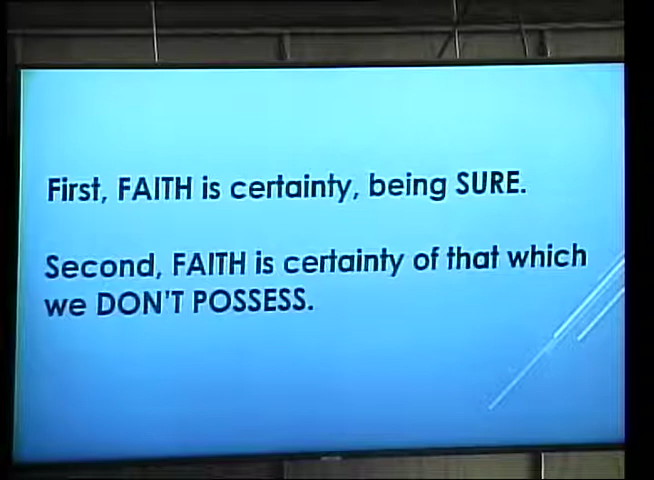 First, FAITH is certainty, being SURE.
Second, FAITH is certainty of that which
we DON'T POSSESS.